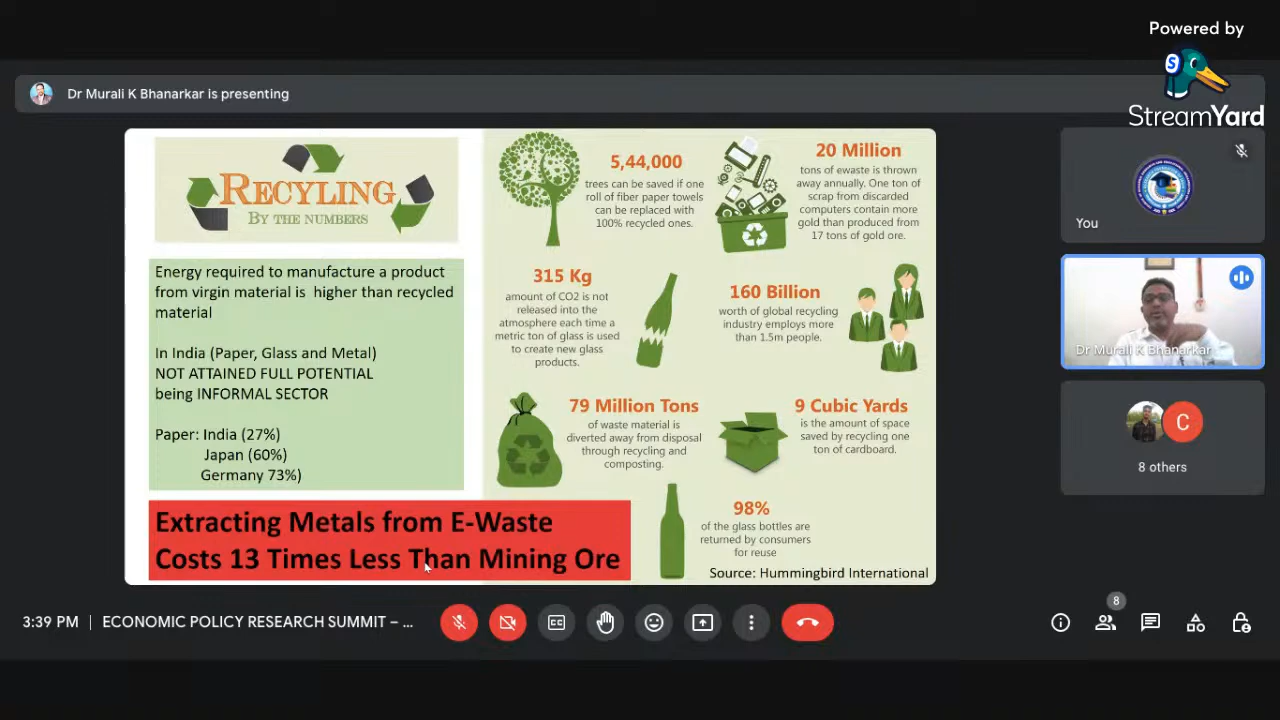 Powered by
StreamYard
Dr Murali K Bhanarkar is presenting
RECYLING
BY THE NUMBERS
Energy required to manufacture a product
from virgin material is higher than recycled
material
In India (Paper, Glass and Metal)
NOT ATTAINED FULL POTENTIAL
being INFORMAL SECTOR
Paper: India (27%)
Japan (60%)
Germany 73%)
Extracting Metals from E-Waste
Costs 13 Times Less Than Mining Ore
5,44,000
trees can be saved if one
roll of fiber paper towels
can be replaced with
100% recycled ones.
20 Million
tons of ewaste is thrown
away annually. One ton of
scrap from discarded
computers contain more
gold than produced from
17 tons of gold ore.
315 Kg
amount of CO2 is not
released into the
atmosphere each time a
metric ton of glass is used
to create new glass
products.
160 Billion
worth of global recycling
industry employs more
than 1.5m people.
79 Million Tons
of waste material is
diverted away from disposal
through recycling and
composting.
9 Cubic Yards
is the amount of space
saved by recycling one
ton of cardboard.
98%
of the glass bottles are
returned by consumers
for reuse
Source: Hummingbird International
You
Dr Murali K Bhanarkar
C
8 others
3:39 PM | ECONOMIC POLICY RESEARCH SUMMIT – ...
8